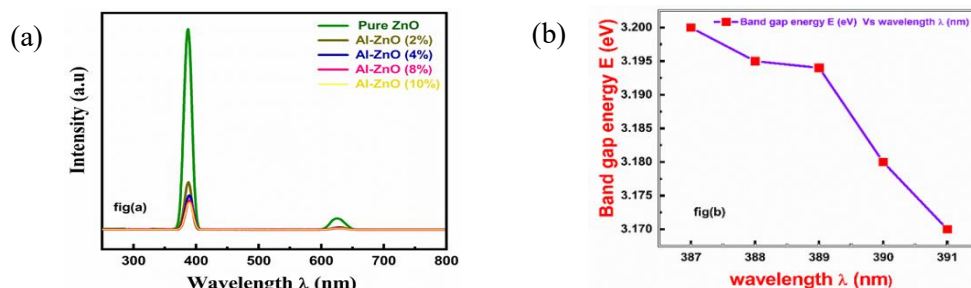 (a)
Pure ZnO
Al-ZnO (2%)
Al-ZnO (4%)
Al-ZnO (8%)
Al-ZnO (10%)
Intensity (a.u)
fig(a)
300 400 500 600 700 800
Wavelength λ (nm)
(b)
Band gap energy E (eV) Vs wavelength λ (nm)
Band gap energy E (eV)
3.200
3.195
3.190
3.185
3.180
3.175
3.170
fig(b)
387 388 389 390 391
wavelength λ (nm)